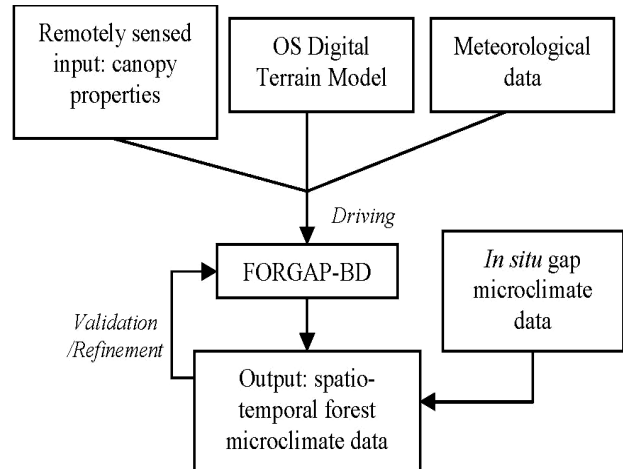 Remotely sensed
input: canopy
properties
OS Digital
Terrain Model
Meteorological
data
Driving
FORGAP-BD
In situ gap
microclimate
data
Validation
/Refinement
Output: spatio-
temporal forest
microclimate data